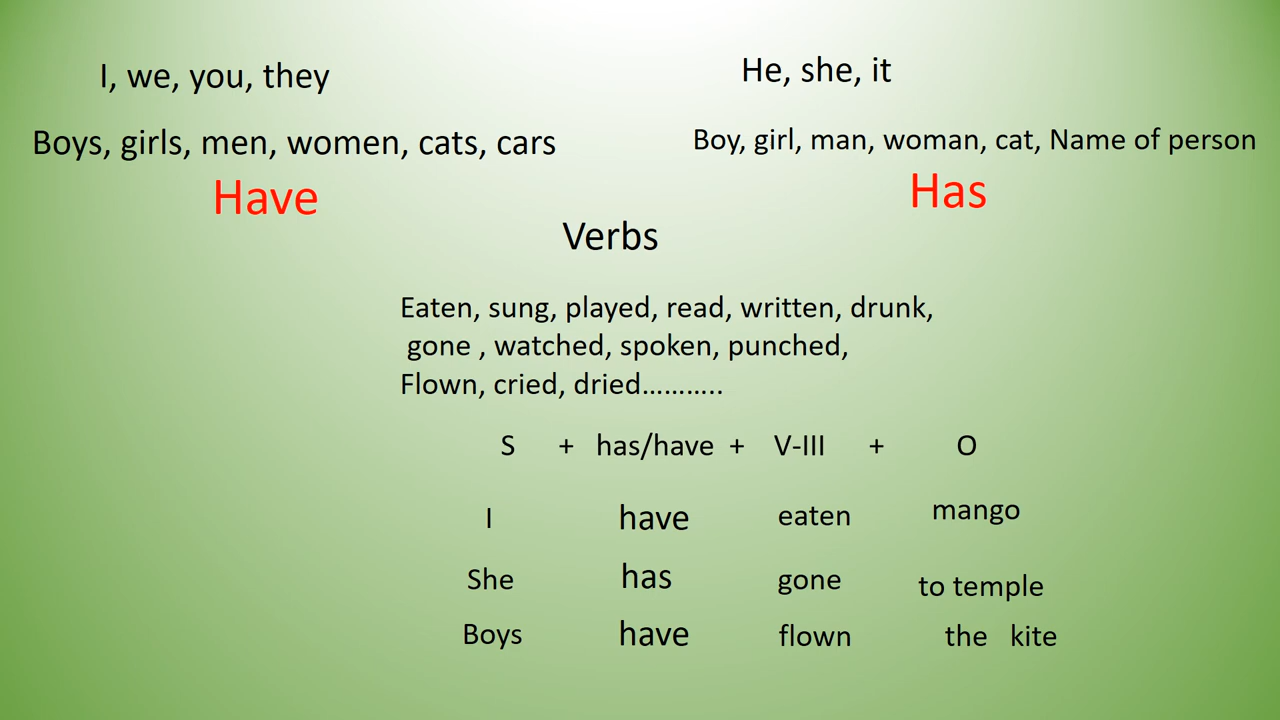 I, we, you, they
Boys, girls, men, women, cats, cars
Have
He, she, it
Boy, girl, man, woman, cat, Name of person
Has
Verbs
Eaten, sung, played, read, written, drunk,
gone , watched, spoken, punched,
Flown, cried, dried...........
S + has/have + V-III + O
I have eaten mango
She has gone to temple
Boys have flown the kite